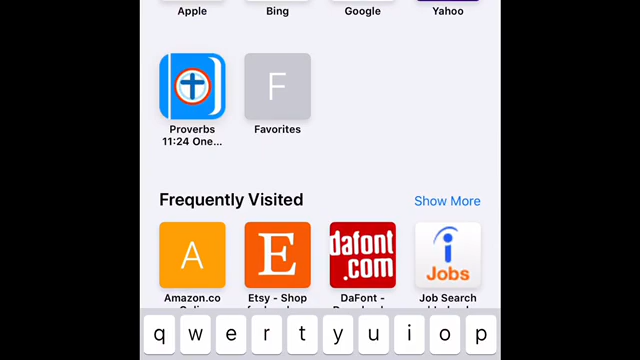 Apple Bing Google Yahoo
F
Proverbs Favorites
11:24 One...
Frequently Visited Show More
A E dafont i
.com Jobs
Amazon.co Etsy - Shop DaFont - Job Search
q w e r t y u i o p